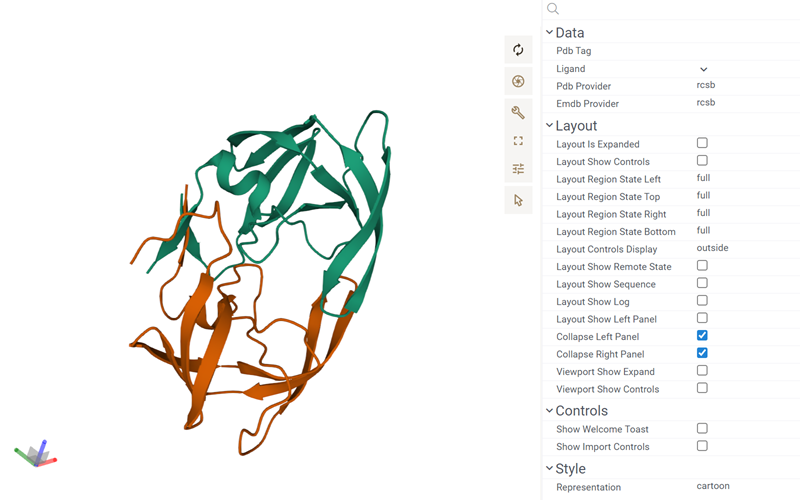 Data
Pdb Tag
Ligand
Pdb Provider rcsb
Emdb Provider rcsb
Layout
Layout Is Expanded
Layout Show Controls
Layout Region State Left full
Layout Region State Top full
Layout Region State Right full
Layout Region State Bottom full
Layout Controls Display outside
Layout Show Remote State
Layout Show Sequence
Layout Show Log
Layout Show Left Panel
Collapse Left Panel
Collapse Right Panel
Viewport Show Expand
Viewport Show Controls
Controls
Show Welcome Toast
Show Import Controls
Style
Representation cartoon